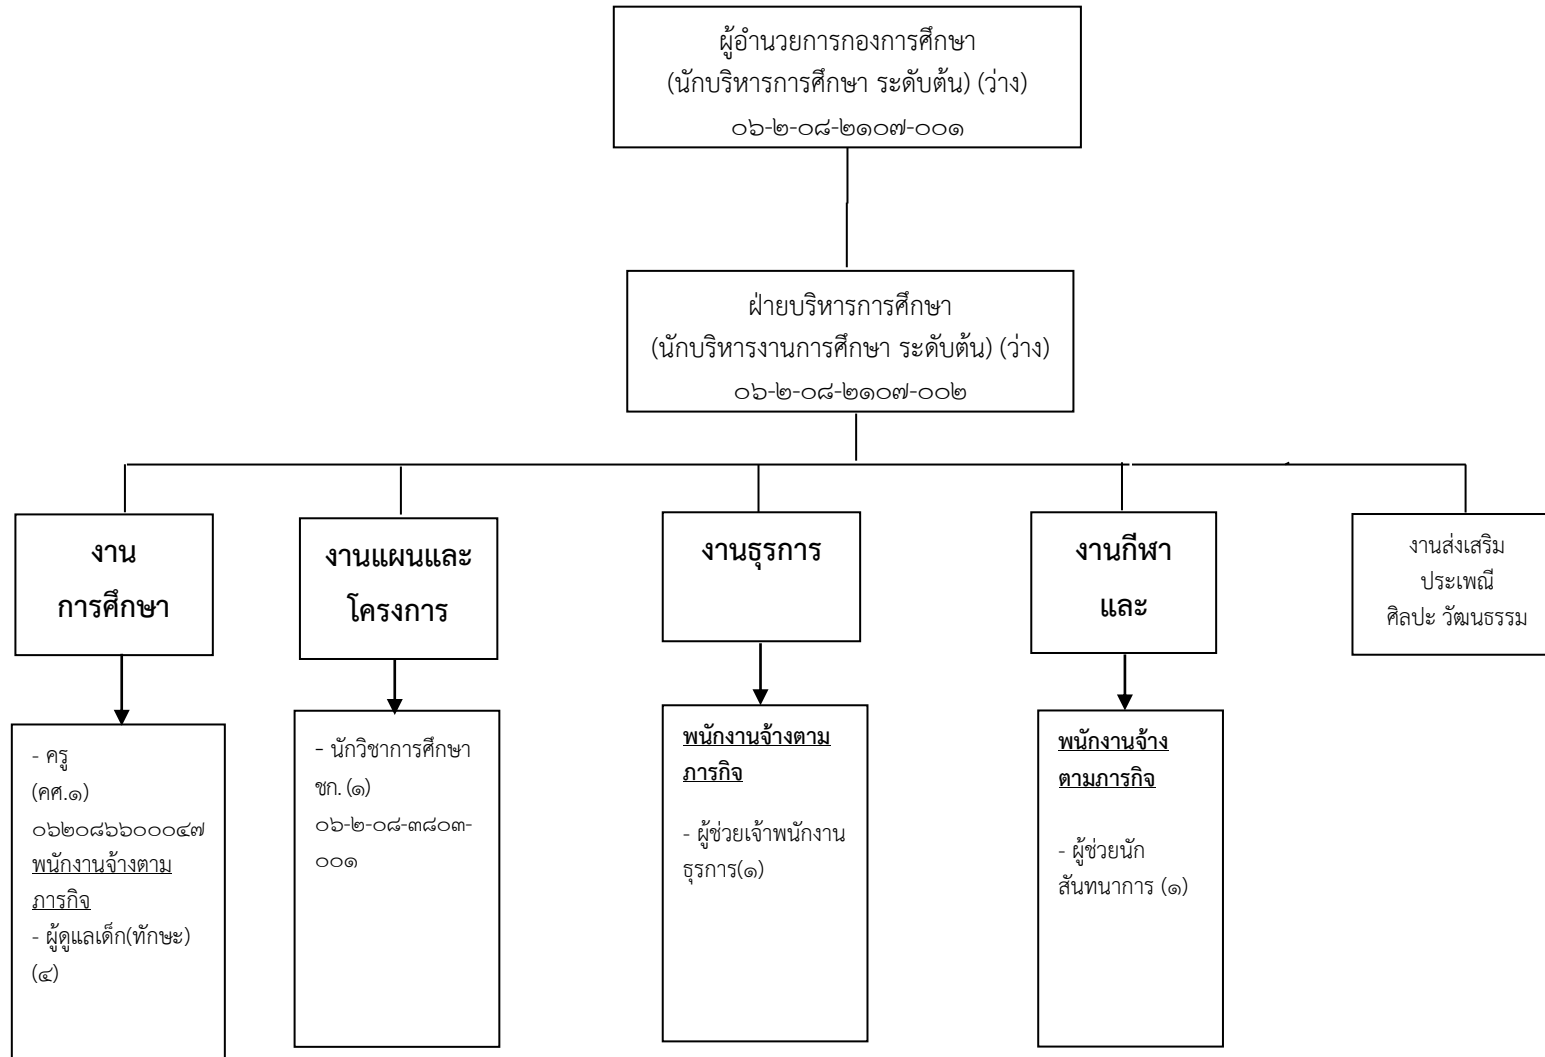 ผู้อำนวยการกองการศึกษา
(นักบริหารการศึกษา ระดับต้น) (ว่าง)
๐๖-๒-๐๘-๒๑๐๗-๐๐๑
ฝ่ายบริหารการศึกษา
(นักบริหารงานการศึกษา ระดับต้น) (ว่าง)
๐๖-๒-๐๘-๒๑๐๗-๐๐๒
งาน
การศึกษา
งานแผนและ
โครงการ
งานธุรการ
งานกีฬา
และ
งานส่งเสริม
ประเพณี
ศิลปะ วัฒนธรรม
- ครู
(คศ.๑)
๐๖๒๐๘๖๖๐๐๐๔๗
พนักงานจ้างตาม
ภารกิจ
- ผู้ดูแลเด็ก(ทักษะ)
(๔)
- นักวิชาการศึกษา
ชก. (๑)
๐๖-๒-๐๘-๓๘๐๓-
๐๐๑
พนักงานจ้างตาม
ภารกิจ
- ผู้ช่วยเจ้าพนักงาน
ธุรการ(๑)
พนักงานจ้าง
ตามภารกิจ
- ผู้ช่วยนัก
สันทนาการ (๑)